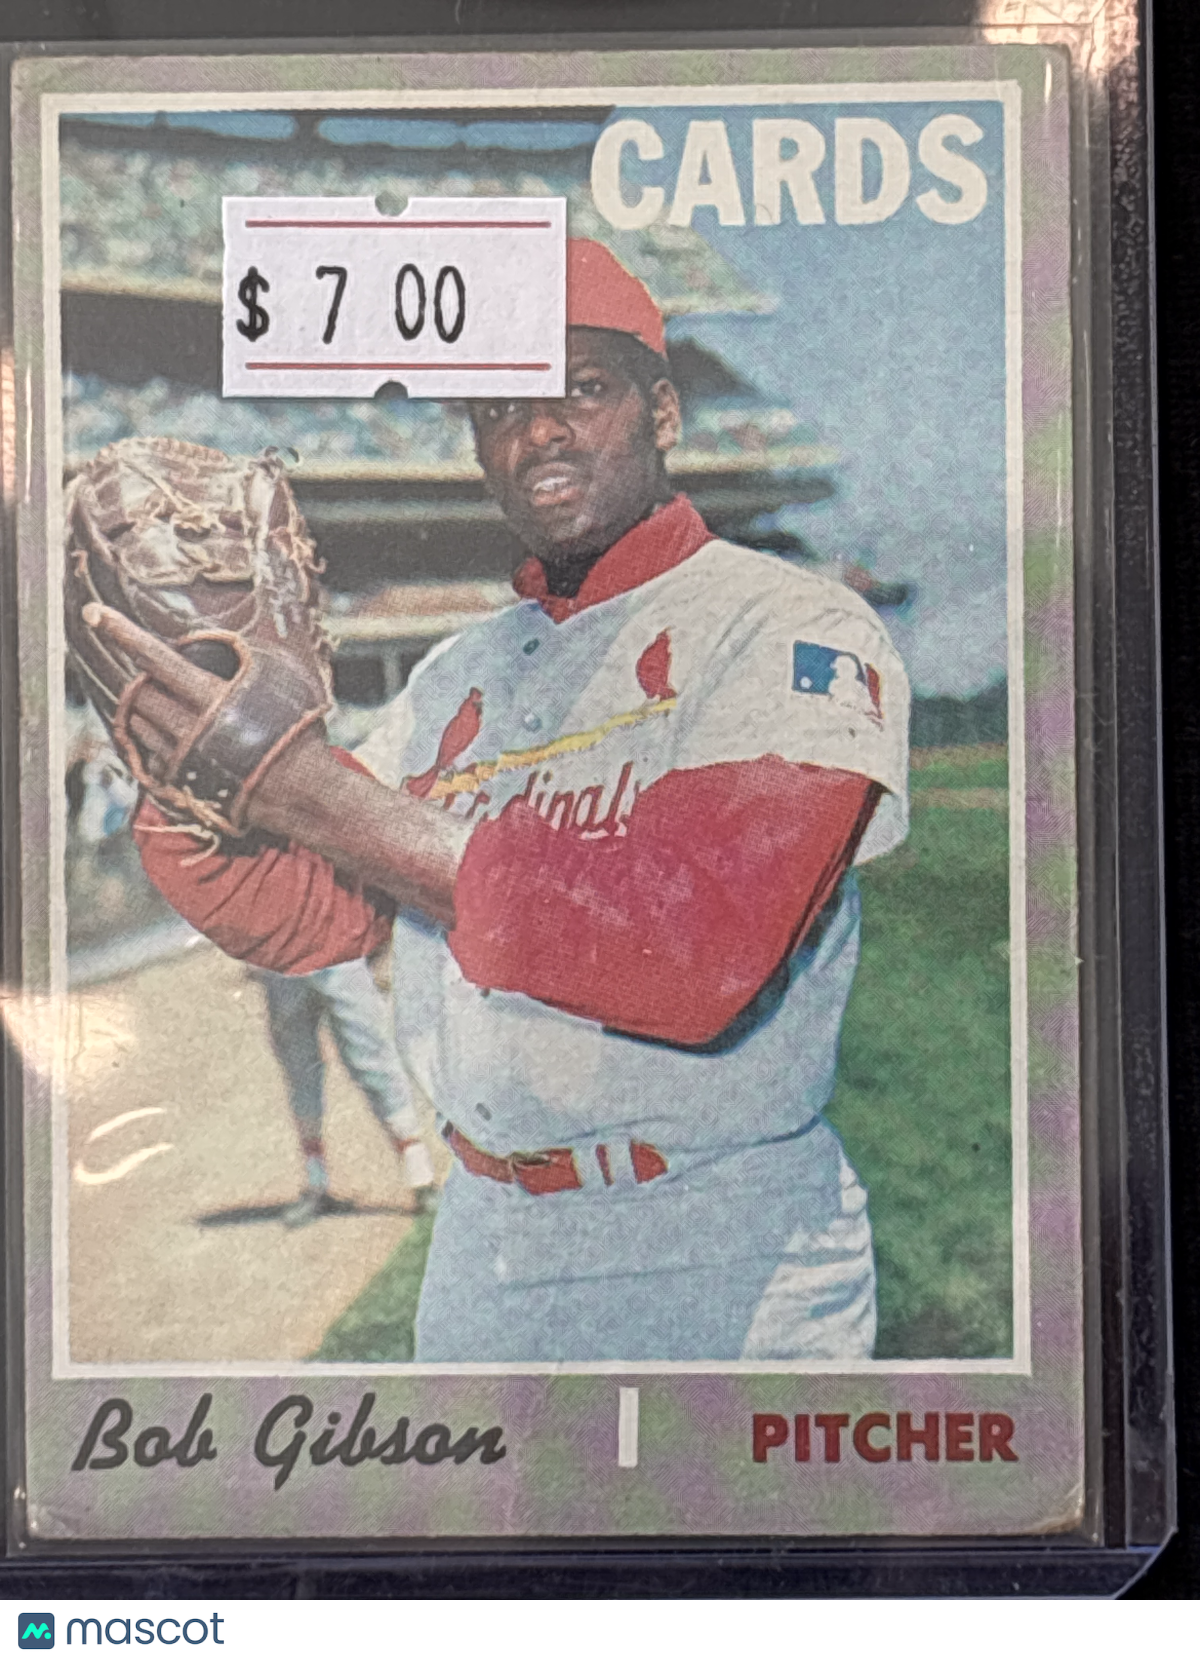 CARDS
$ 7 00
Cardinals
Bob Gibson
PITCHER
mascot